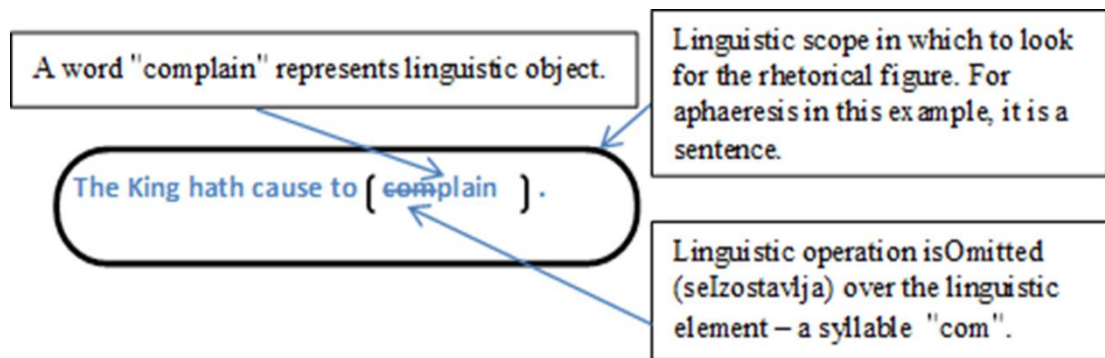 A word "complain" represents linguistic object.
Linguistic scope in which to look
for the rhetorical figure. For
aphaeresis in this example, it is a
sentence.
The King hath cause to ( complain ) .
Linguistic operation isOmitted
(seIzostavlja) over the linguistic
element – a syllable "com".